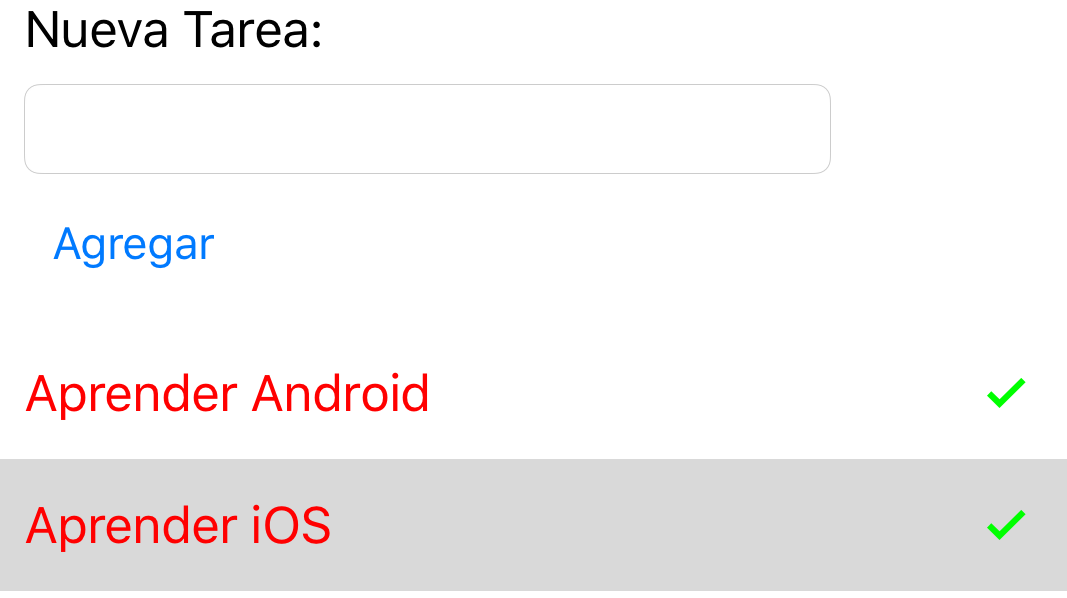 Nueva Tarea:
Agregar
Aprender Android
Aprender iOS